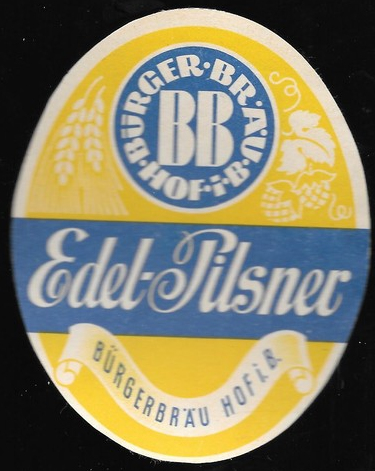 BÜRGER·BRÄU
BB
·HOF·i·B·
Edel-Pilsner
BÜRGERBRÄU HOF i.B.